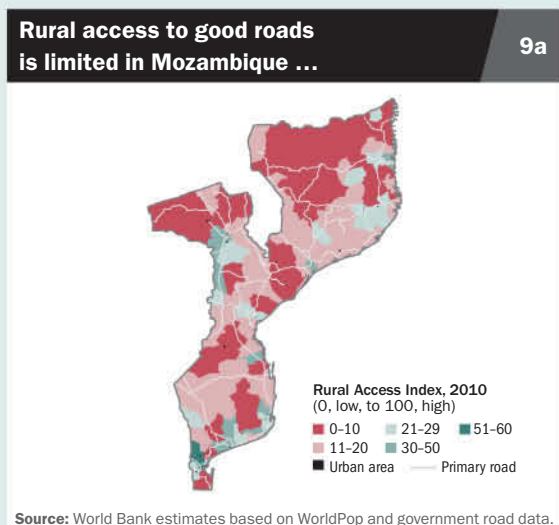 Rural access to good roads
is limited in Mozambique ...
9a
Rural Access Index, 2010
(0, low, to 100, high)
0–10 21–29 51–60
11–20 30–50
Urban area Primary road
Source: World Bank estimates based on WorldPop and government road data.